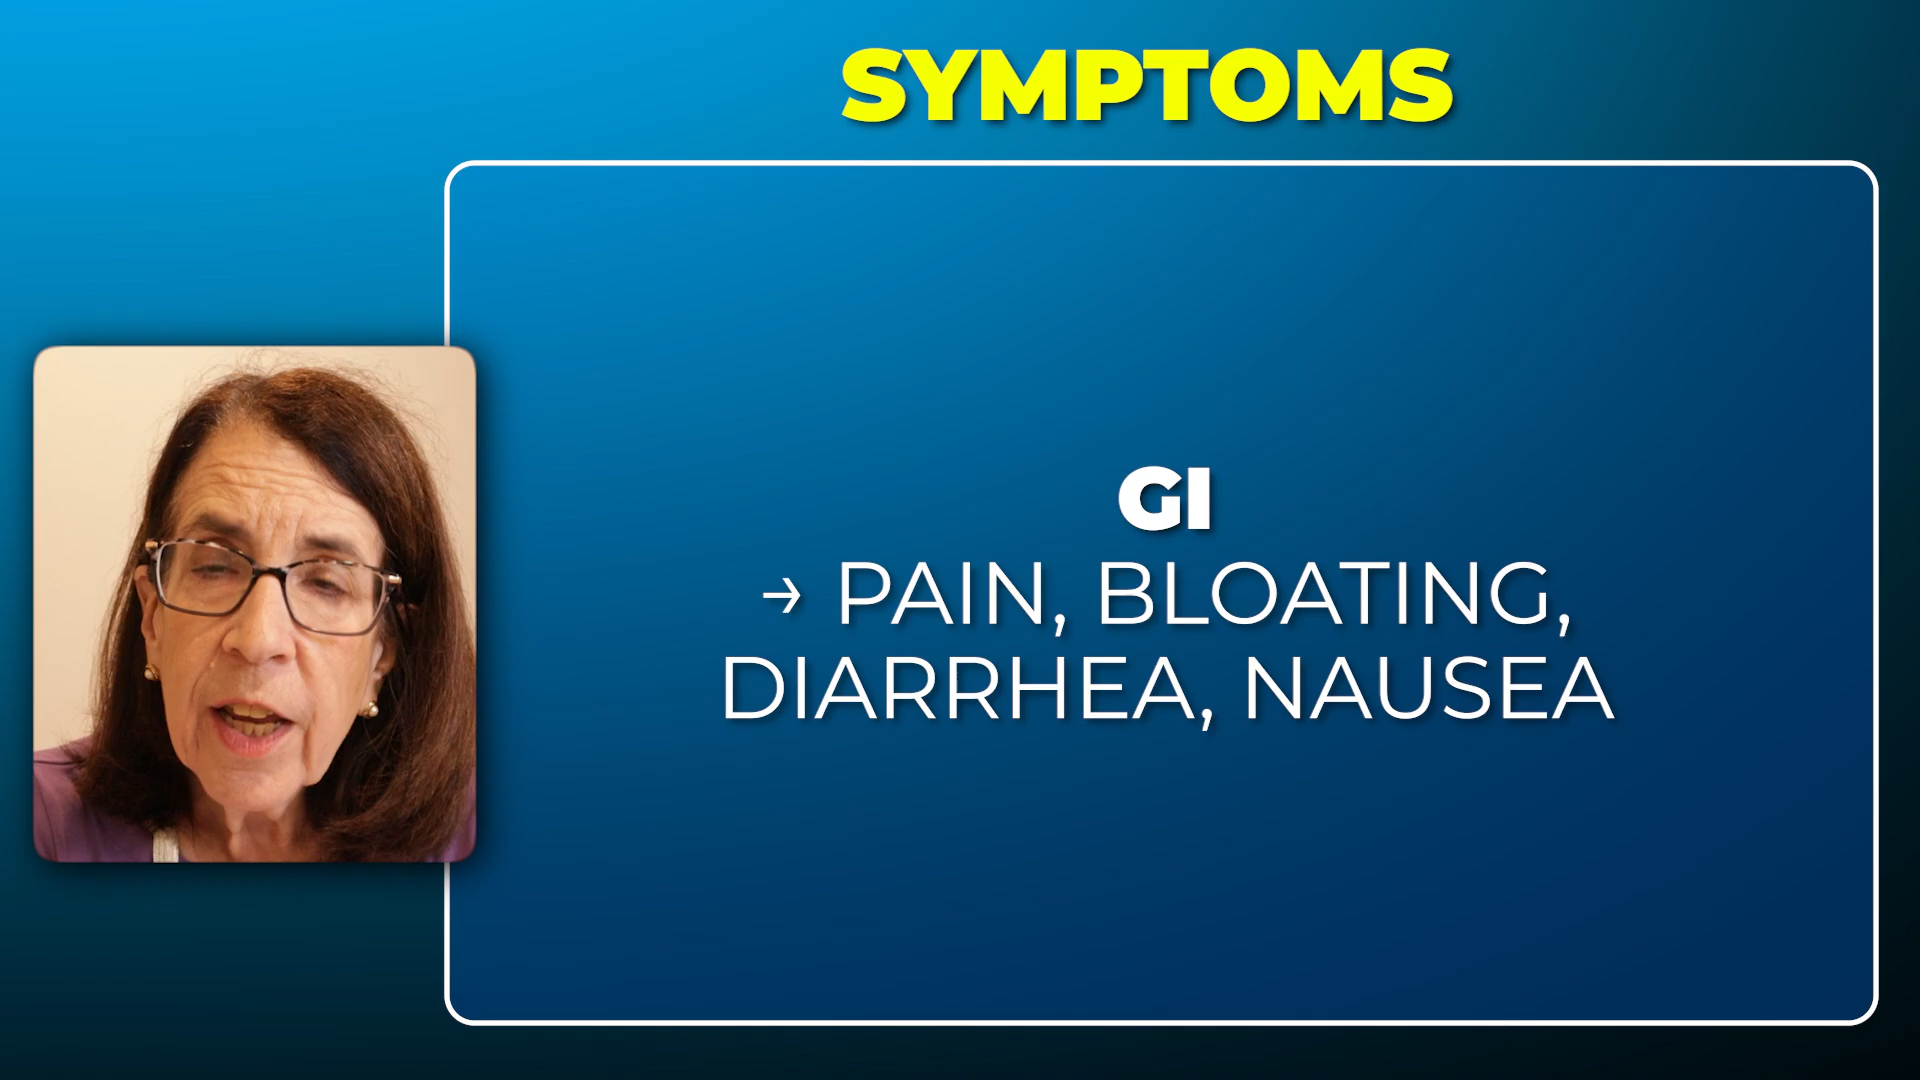 SYMPTOMS
GI
→ PAIN, BLOATING,
DIARRHEA, NAUSEA